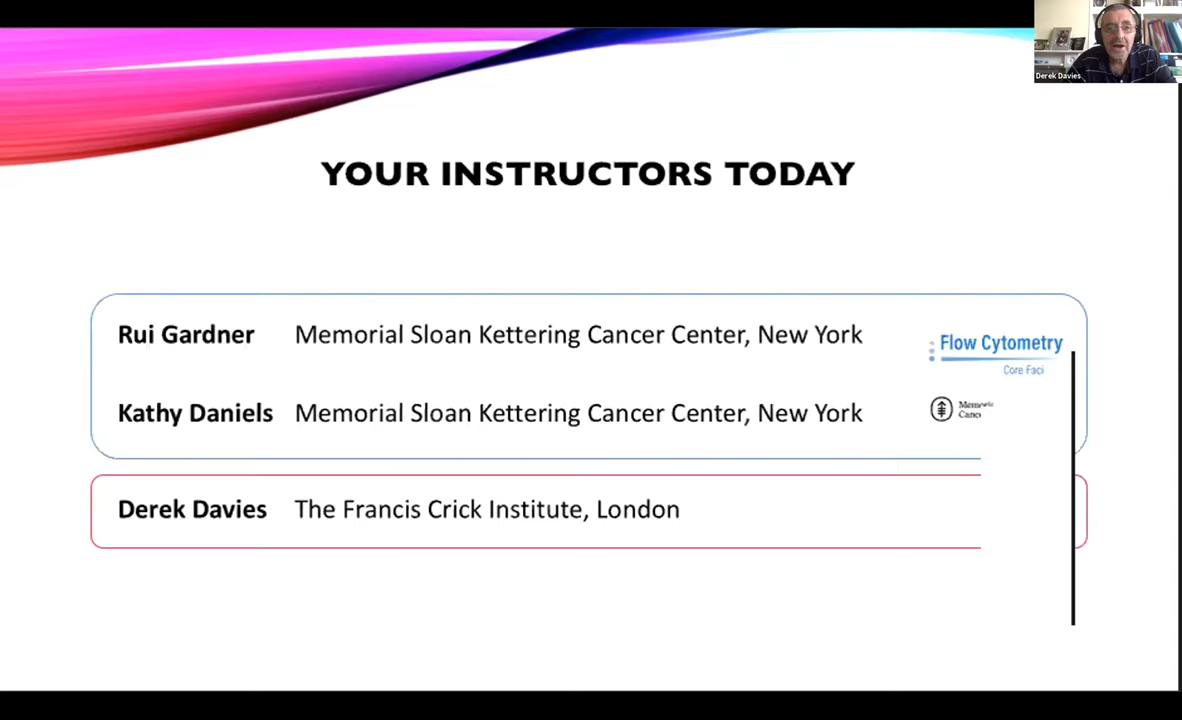 Derek Davies
YOUR INSTRUCTORS TODAY
Rui Gardner Memorial Sloan Kettering Cancer Center, New York
Flow Cytometry
Core Faci
Kathy Daniels Memorial Sloan Kettering Cancer Center, New York
Derek Davies The Francis Crick Institute, London